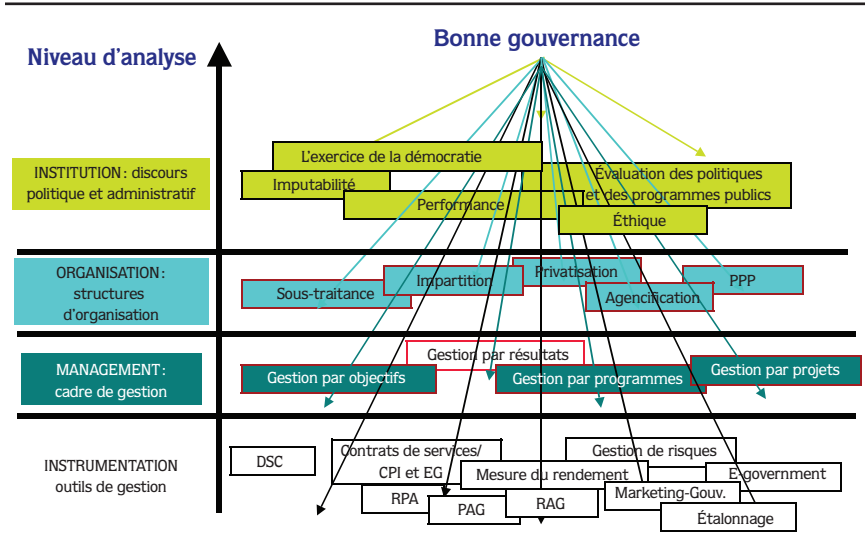 Bonne gouvernance
Niveau d'analyse
INSTITUTION : discours
politique et administratif
L'exercice de la démocratie
Imputabilité
Performance
Évaluation des politiques
et des programmes publics
Éthique
ORGANISATION :
structures
d'organisation
Sous-traitance
Impartition
Privatisation
Agencification
PPP
MANAGEMENT :
cadre de gestion
Gestion par résultats
Gestion par objectifs
Gestion par programmes
Gestion par projets
INSTRUMENTATION
outils de gestion
DSC
Contrats de services/
CPI et EG
RPA
PAG
Mesure du rendement
RAG
Gestion de risques
E-government
Marketing-Gouv.
Étalonnage